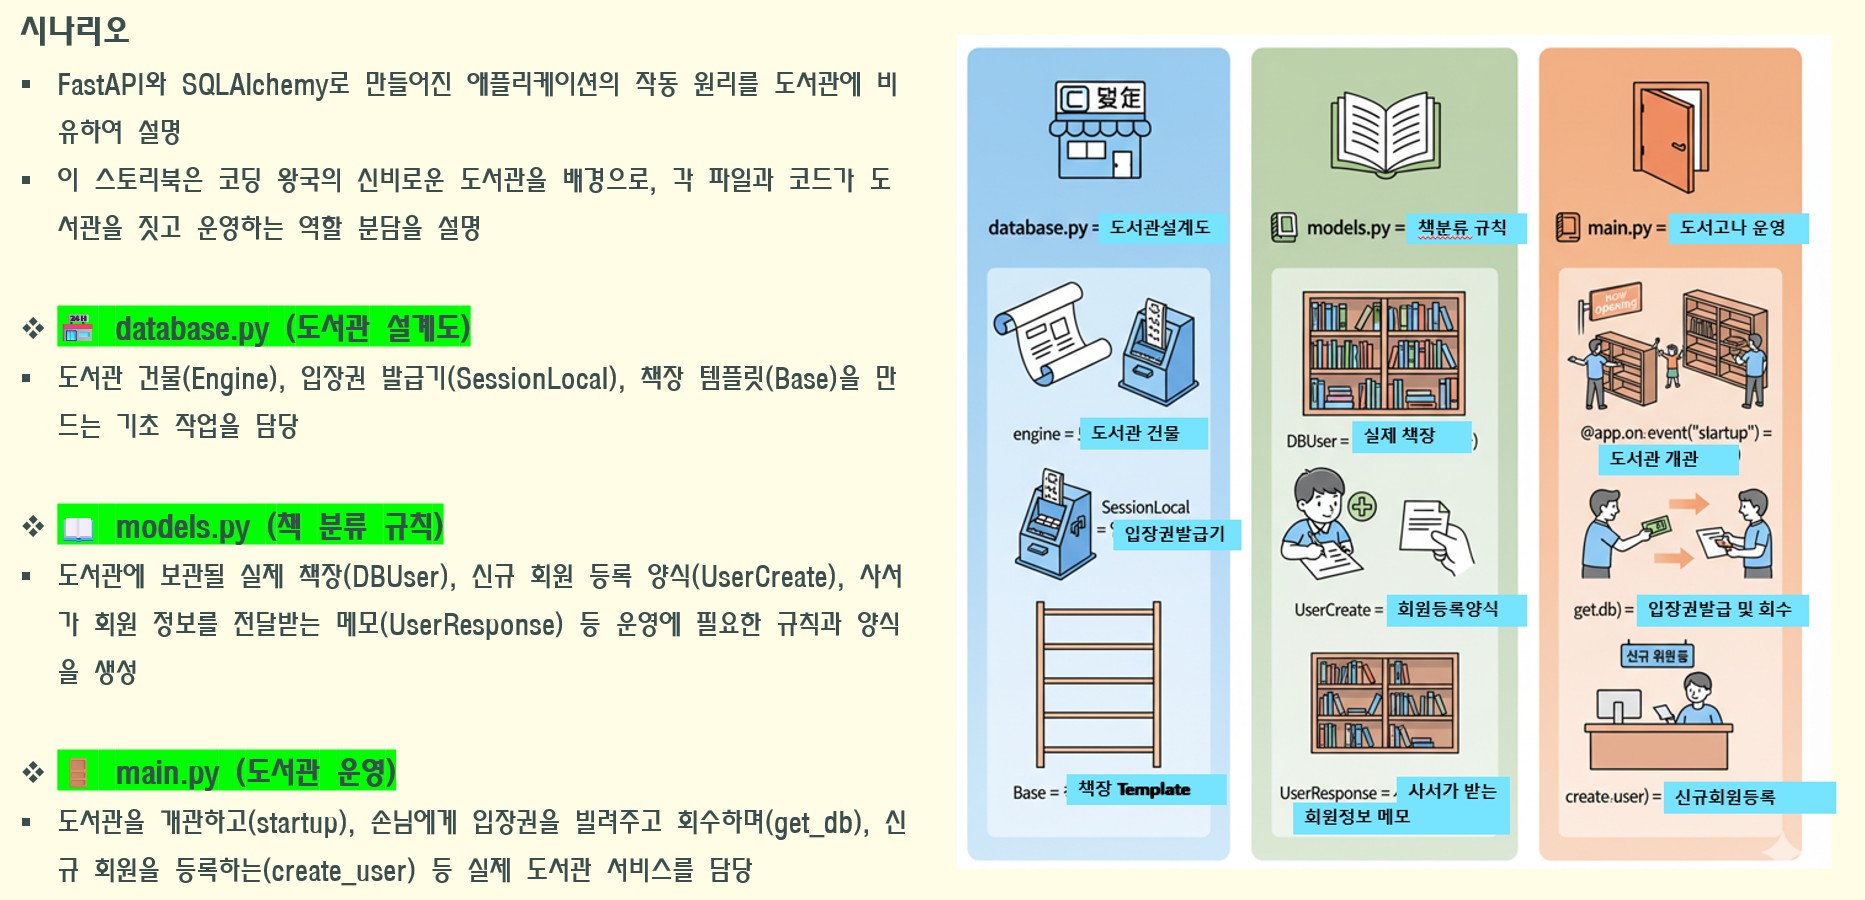 시나리오
▪ FastAPI와 SQLAlchemy로 만들어진 애플리케이션의 작동 원리를 도서관에 비
유하여 설명
▪ 이 스토리북은 코딩 왕국의 신비로운 도서관을 배경으로, 각 파일과 코드가 도
서관을 짓고 운영하는 역할 분담을 설명
❖ database.py (도서관 설계도)
▪ 도서관 건물(Engine), 입장권 발급기(SessionLocal), 책장 템플릿(Base)을 만
드는 기초 작업을 담당
❖ models.py (책 분류 규칙)
▪ 도서관에 보관될 실제 책장(DBUser), 신규 회원 등록 양식(UserCreate), 사서
가 회원 정보를 전달받는 메모(UserResponse) 등 운영에 필요한 규칙과 양식
을 생성
❖ main.py (도서관 운영)
▪ 도서관을 개관하고(startup), 손님에게 입장권을 빌려주고 회수하며(get_db), 신
규 회원을 등록하는(create_user) 등 실제 도서관 서비스를 담당
database.py = 도서관설계도
engine = 도서관 건물
SessionLocal
= 입장권발급기
Base = 책장 Template
models.py = 책분류 규칙
DBUser = 실제 책장 )
UserCreate = 회원등록양식
UserResponse = 사서가 받는
회원정보 메모
main.py = 도서고나 운영
NOW
OPENING
@app.on.event("slartup") =
도서관 개관
get.db) = 입장권발급 및 회수
신규 위원등
create.user) = 신규회원등록